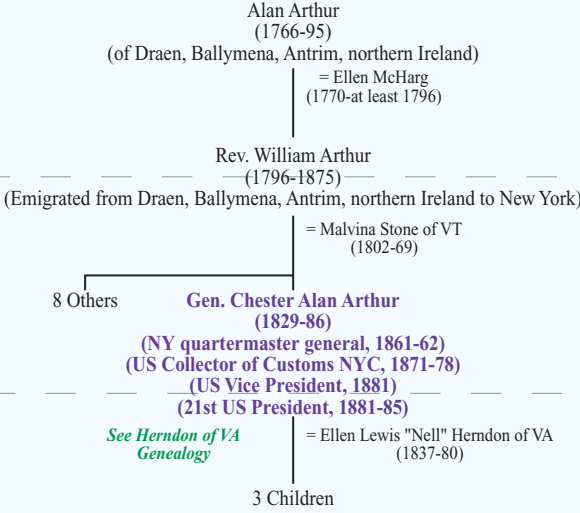 Alan Arthur
(1766-95)
(of Draen, Ballymena, Antrim, northern Ireland)
= Ellen McHarg
(1770-at least 1796)
Rev. William Arthur
(1796-1875)
(Emigrated from Draen, Ballymena, Antrim, northern Ireland to New York)
= Malvina Stone of VT
(1802-69)
8 Others
Gen. Chester Alan Arthur
(1829-86)
(NY quartermaster general, 1861-62)
(US Collector of Customs NYC, 1871-78)
(US Vice President, 1881)
(21st US President, 1881-85)
See Herndon of VA
Genealogy
= Ellen Lewis "Nell" Herndon of VA
(1837-80)
3 Children